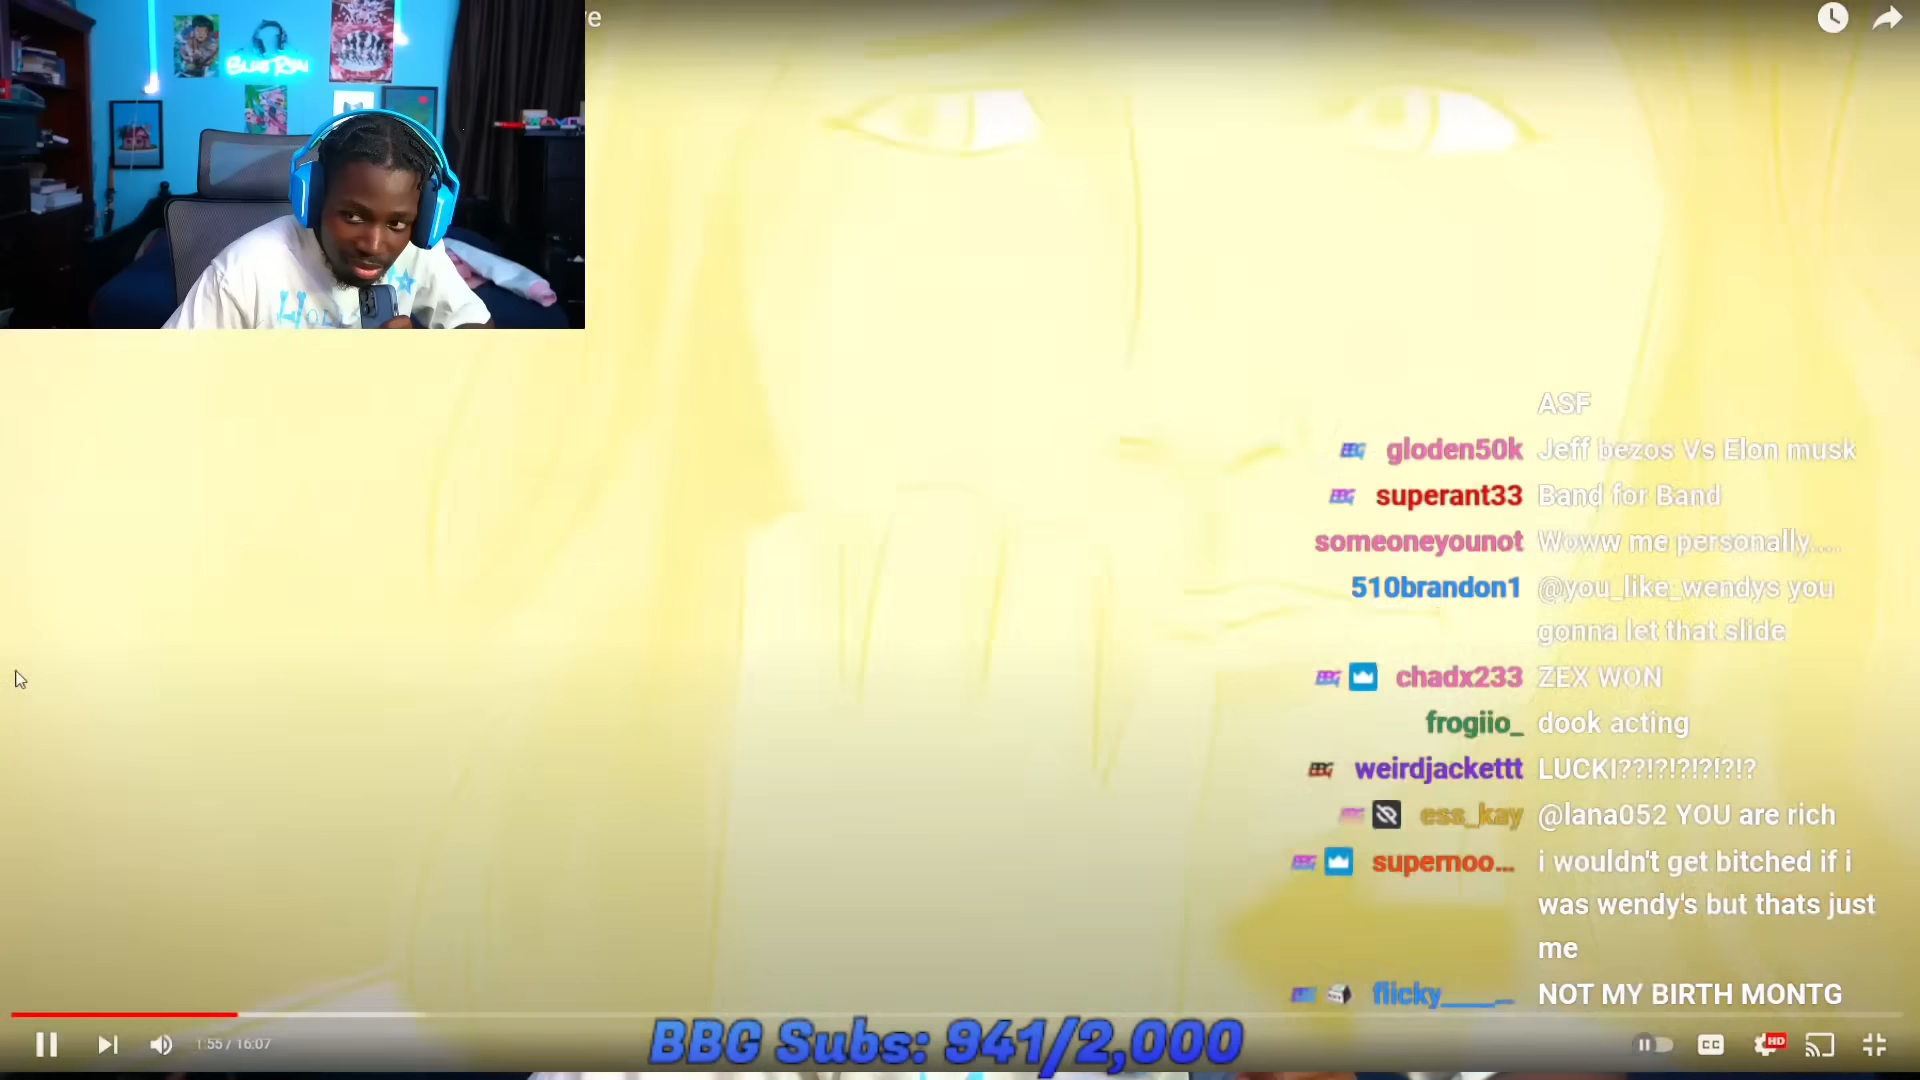 ASF
gloden50k Jeff bezos Vs Elon musk
superant33 Band for Band
someoneyounot Woww me personally....
510brandon1 @you_like_wendys you
gonna let that slide
chadx233 ZEX WON
frogiio_ dook acting
weirdjackettt LUCKI??!?!?!?!?!?
ess_kay @lana052 YOU are rich
supernoo... i wouldn't get bitched if i
was wendy's but thats just
me
flicky____... NOT MY BIRTH MONTG
1:55 / 16:07
BBG Subs: 941/2,000
CC
HD